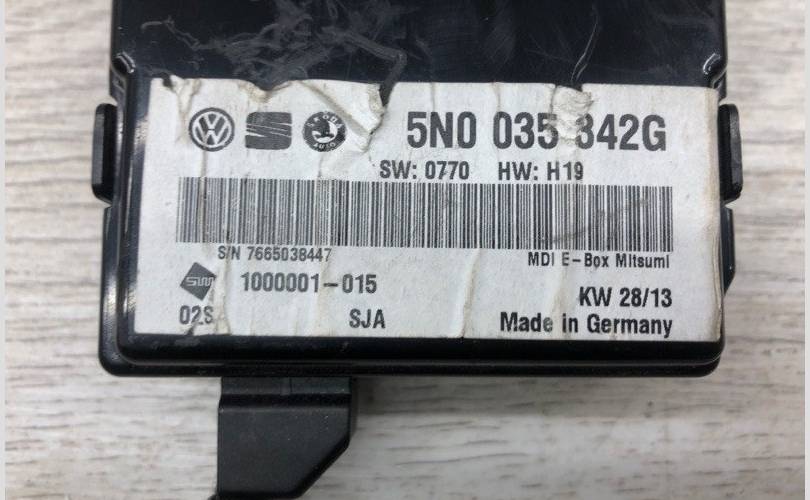 5N0 035 342G
SW: 0770 HW: H19
S/N 7665038447
MDI E-Box Mitsumi
SW 1000001-015
KW 28/13
02S SJA
Made in Germany